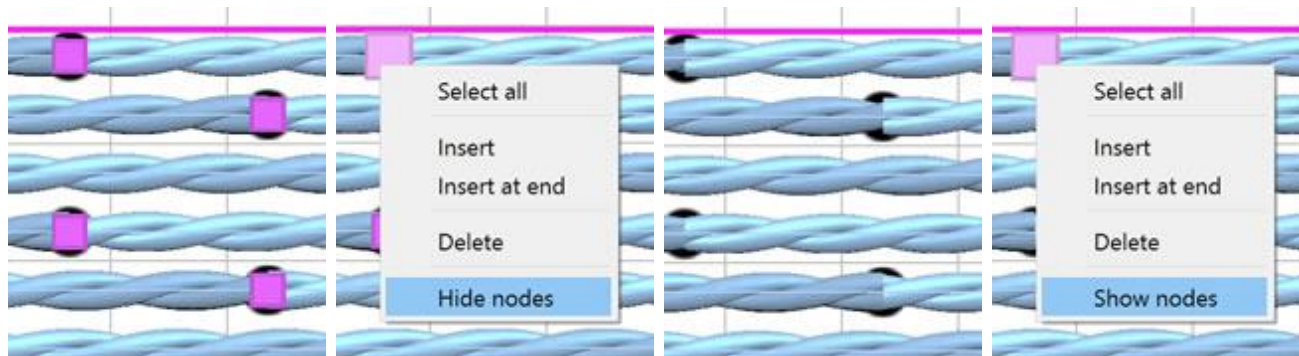 Select all
Insert
Insert at end
Delete
Hide nodes
Select all
Insert
Insert at end
Delete
Show nodes